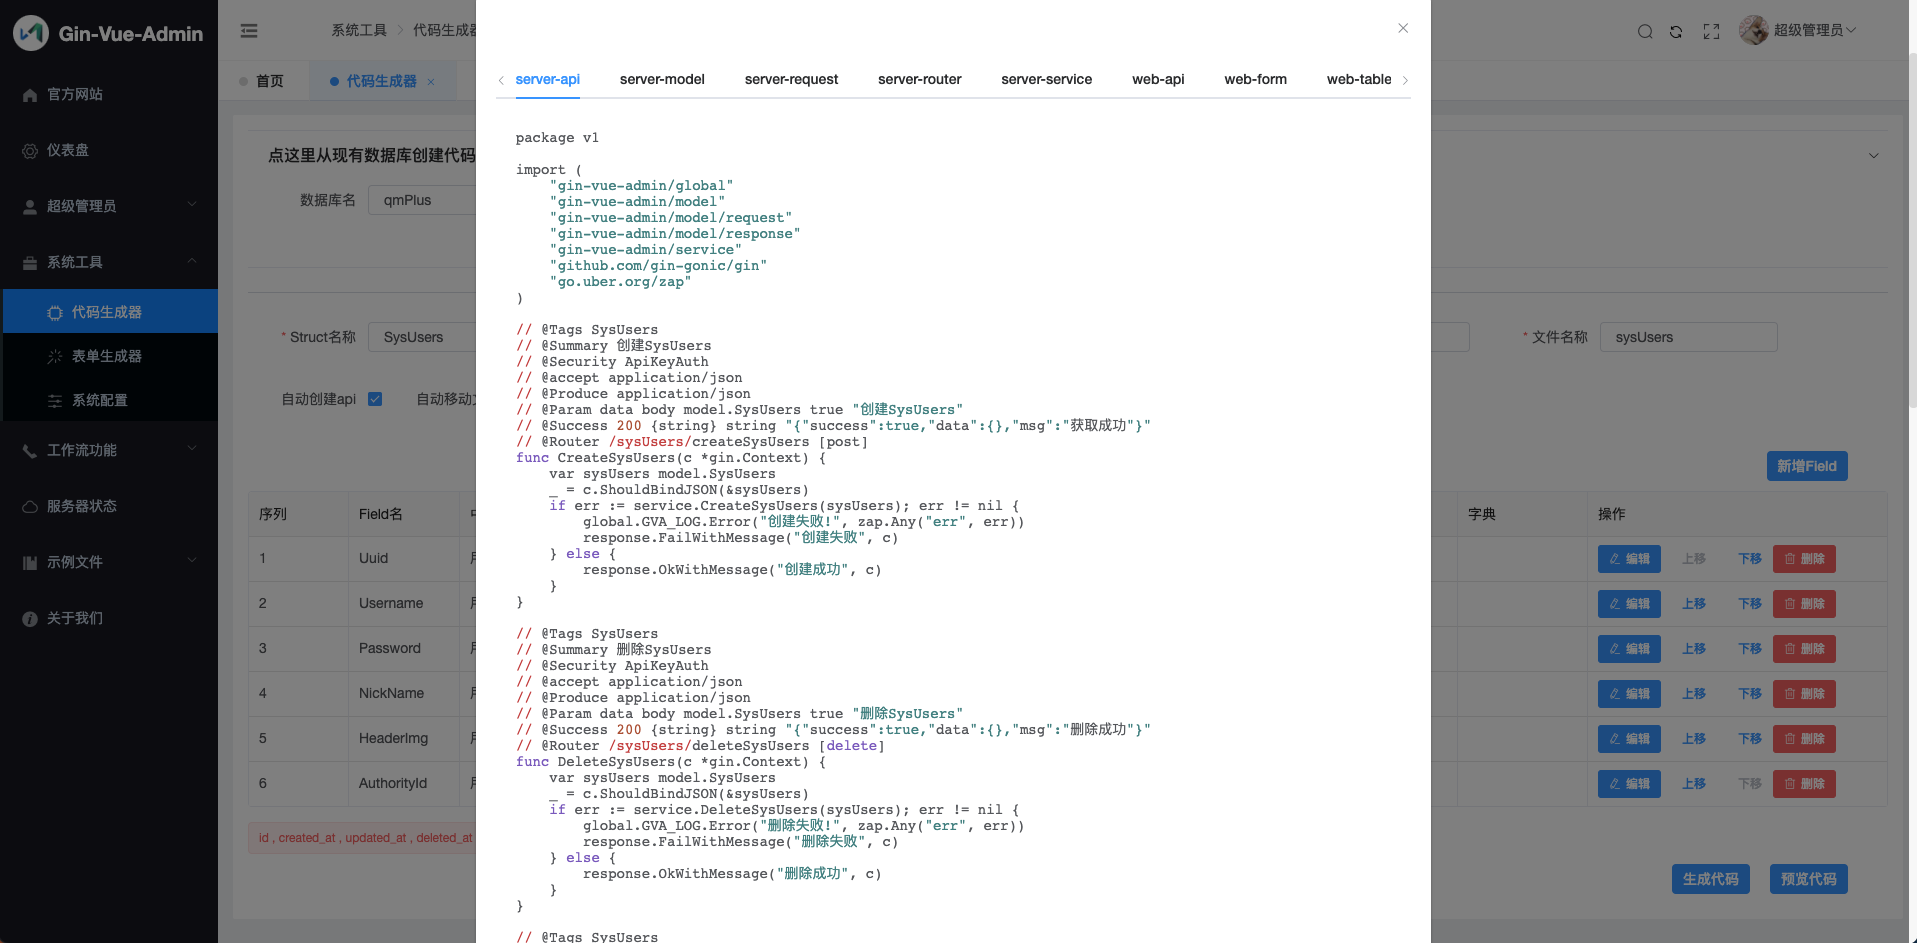 Gin-Vue-Admin
官方网站
仪表盘
超级管理员
系统工具
代码生成器
表单生成器
系统配置
工作流功能
服务器状态
示例文件
关于我们
系统工具
超级管理员
首页
代码生成器
点这里从现有数据库创建代码
数据库名
qmPlus
* Struct名称
SysUsers
* 文件名称
sysUsers
自动创建api
新增Field
序列 Field名 字典 操作
1 Uuid 编辑 上移 下移 删除
2 Username 编辑 上移 下移 删除
3 Password 编辑 上移 下移 删除
4 NickName 编辑 上移 下移 删除
5 HeaderImg 编辑 上移 下移 删除
6 AuthorityId 编辑 上移 下移 删除
id , created_at , updated_at , deleted_at
生成代码 预览代码
server-api server-model server-request server-router server-service web-api web-form web-table
package v1
import (
"gin-vue-admin/global"
"gin-vue-admin/model"
"gin-vue-admin/model/request"
"gin-vue-admin/model/response"
"gin-vue-admin/service"
"github.com/gin-gonic/gin"
"go.uber.org/zap"
)
// @Tags SysUsers
// @Summary 创建SysUsers
// @Security ApiKeyAuth
// @accept application/json
// @Produce application/json
// @Param data body model.SysUsers true "创建SysUsers"
// @Success 200 {string} string "{"success":true,"data":{},"msg":"获取成功"}"
// @Router /sysUsers/createSysUsers [post]
func CreateSysUsers(c *gin.Context) {
var sysUsers model.SysUsers
_ = c.ShouldBindJSON(&sysUsers)
if err := service.CreateSysUsers(sysUsers); err != nil {
global.GVA_LOG.Error("创建失败!", zap.Any("err", err))
response.FailWithMessage("创建失败", c)
} else {
response.OkWithMessage("创建成功", c)
}
}
// @Tags SysUsers
// @Summary 删除SysUsers
// @Security ApiKeyAuth
// @accept application/json
// @Produce application/json
// @Param data body model.SysUsers true "删除SysUsers"
// @Success 200 {string} string "{"success":true,"data":{},"msg":"删除成功"}"
// @Router /sysUsers/deleteSysUsers [delete]
func DeleteSysUsers(c *gin.Context) {
var sysUsers model.SysUsers
_ = c.ShouldBindJSON(&sysUsers)
if err := service.DeleteSysUsers(sysUsers); err != nil {
global.GVA_LOG.Error("删除失败!", zap.Any("err", err))
response.FailWithMessage("删除失败", c)
} else {
response.OkWithMessage("删除成功", c)
}
}
// @Tags SysUsers